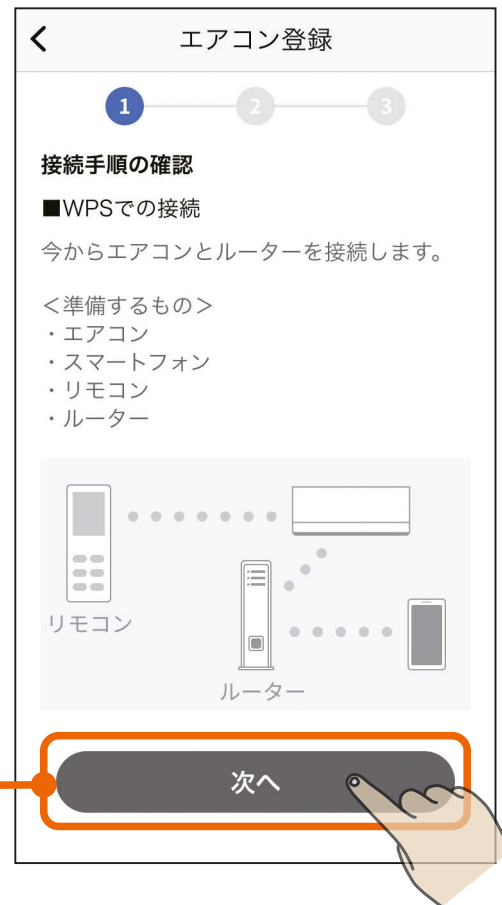 エアコン登録
1 2 3
接続手順の確認
■WPSでの接続
今からエアコンとルーターを接続します。
＜準備するもの＞
・エアコン
・スマートフォン
・リモコン
・ルーター
リモコン
ルーター
次へ